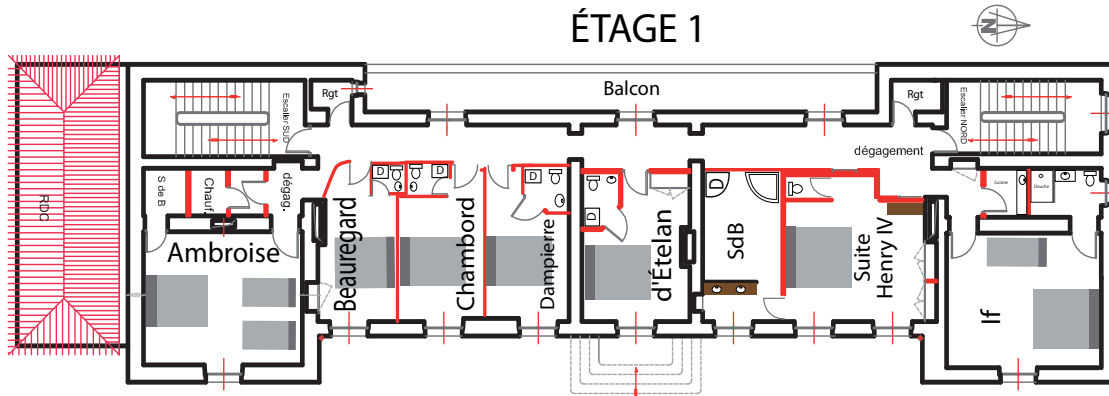 ÉTAGE 1
N
Balcon
Rgt
Rgt
Escalier SUD
Escalier NORD
dégagement
RDC
S de B
Chauf.
dégag.
D
D
D
D
D
Cuisine
Douche
Ambroise
Beauregard
Chambord
Dampierre
d'Ételan
SdB
Suite
Henry IV
If